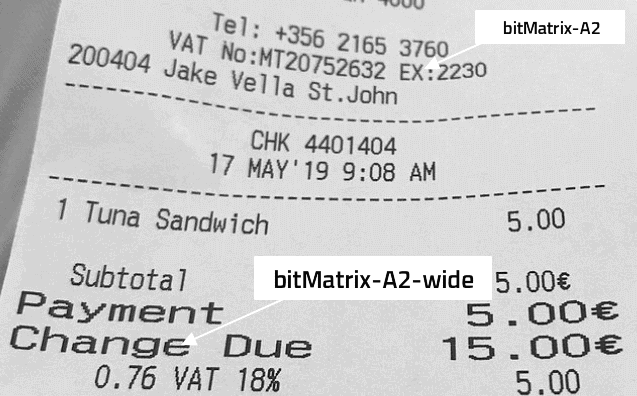 bitMatrix-A2
Tel: +356 2165 3760
VAT No:MT20752632 EX:2230
200404 Jake Vella St.John
CHK 4401404
17 MAY'19 9:08 AM
1 Tuna Sandwich 5.00
Subtotal 5.00€
bitMatrix-A2-wide
Payment 5.00€
Change Due 15.00€
0.76 VAT 18% 5.00